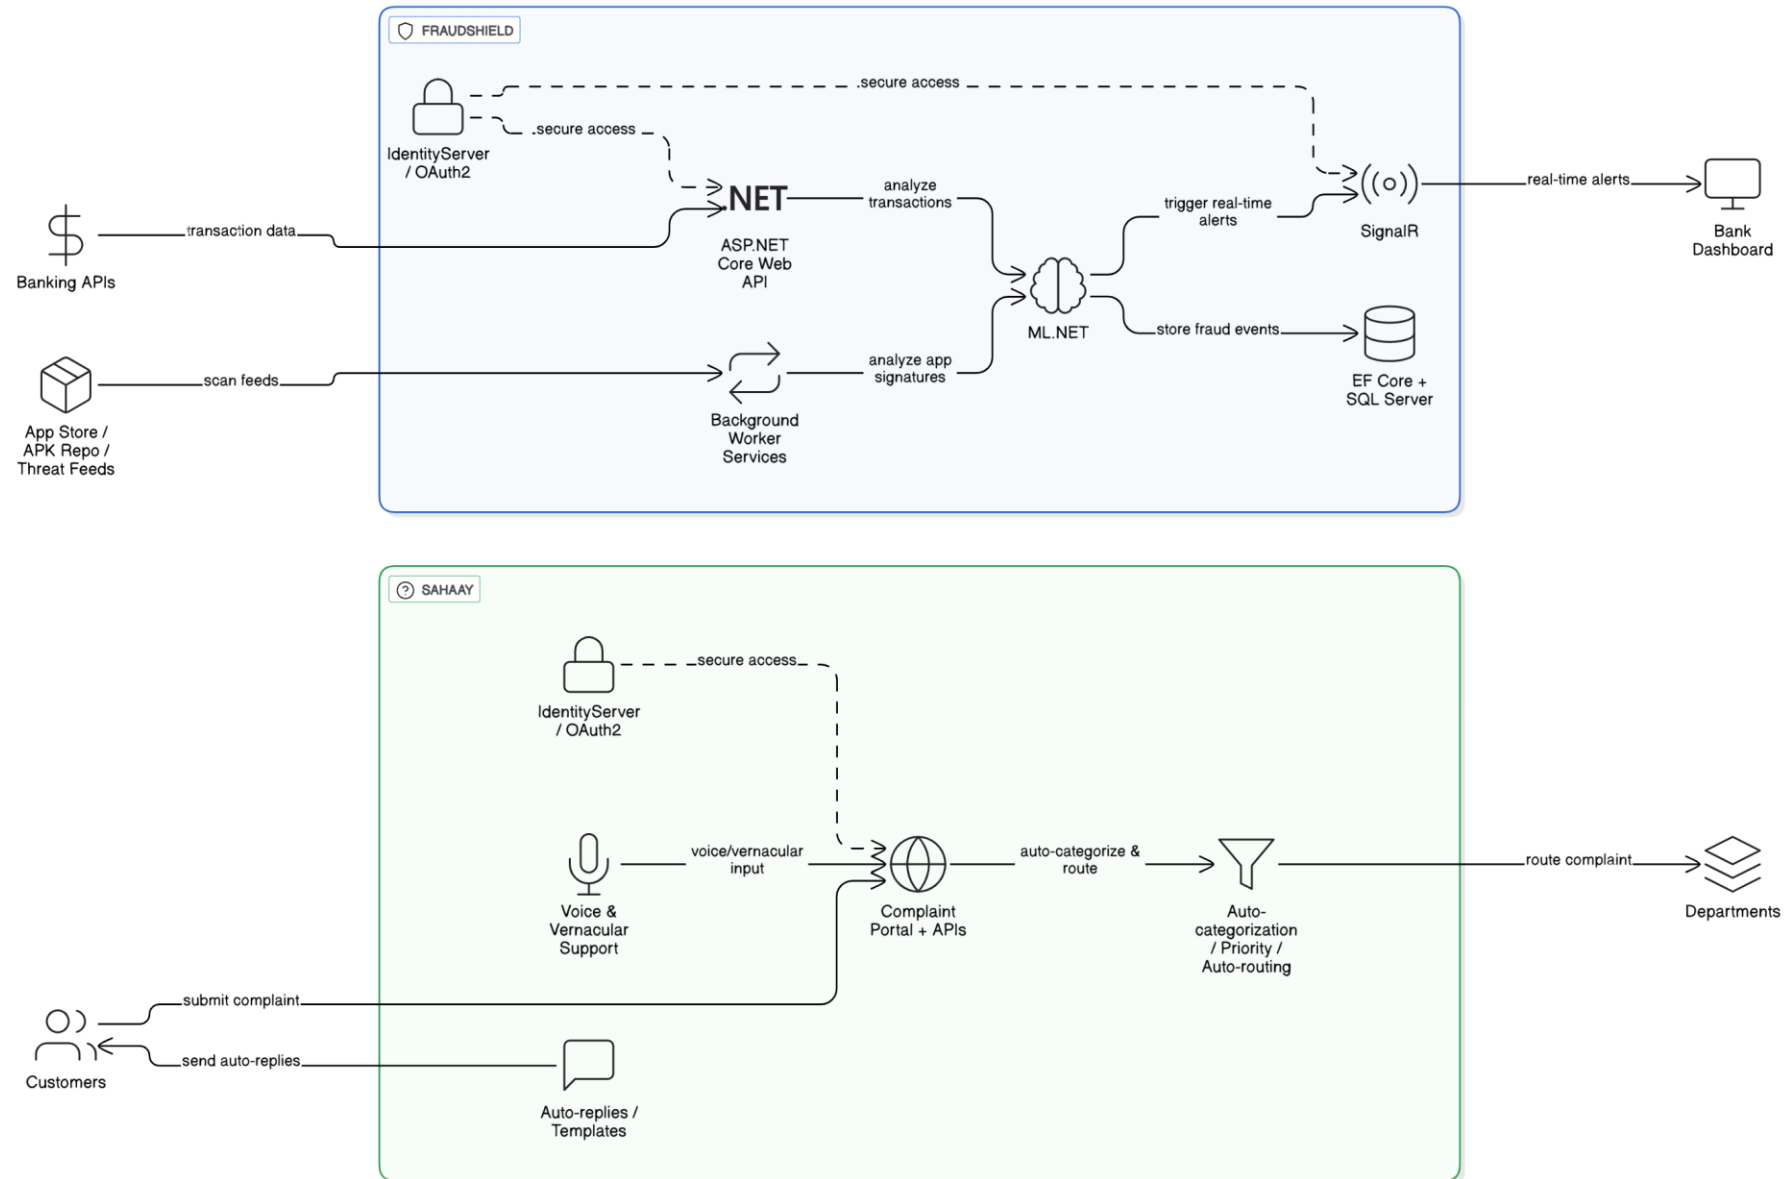 FRAUDSHIELD
secure access
secure access
IdentityServer
/ OAuth2
.NET
analyze
transactions
trigger real-time
alerts
real-time alerts
SignalR
Bank
Dashboard
transaction data
Banking APIs
ASP.NET
Core Web
API
ML.NET
store fraud events
scan feeds
analyze app
signatures
EF Core +
SQL Server
App Store /
APK Repo /
Threat Feeds
Background
Worker
Services
SAHAAY
secure access
IdentityServer
/ OAuth2
voice/vernacular
input
auto-categorize &
route
route complaint
Voice &
Vernacular
Support
Complaint
Portal + APIs
Auto-
categorization
/ Priority /
Auto-routing
Departments
submit complaint
send auto-replies
Customers
Auto-replies /
Templates